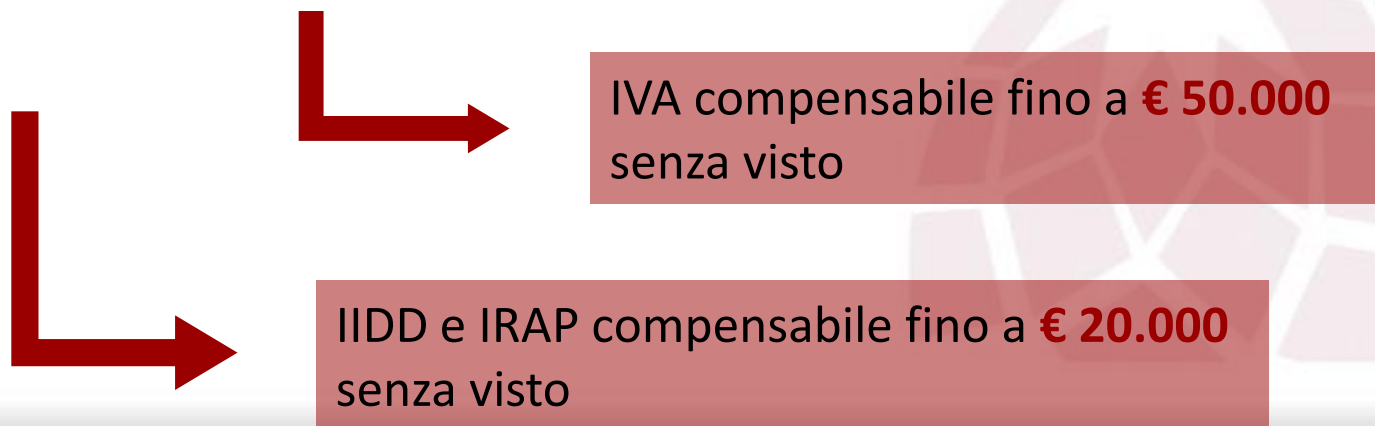 IVA compensabile fino a € 50.000
senza visto
IIDD e IRAP compensabile fino a € 20.000
senza visto